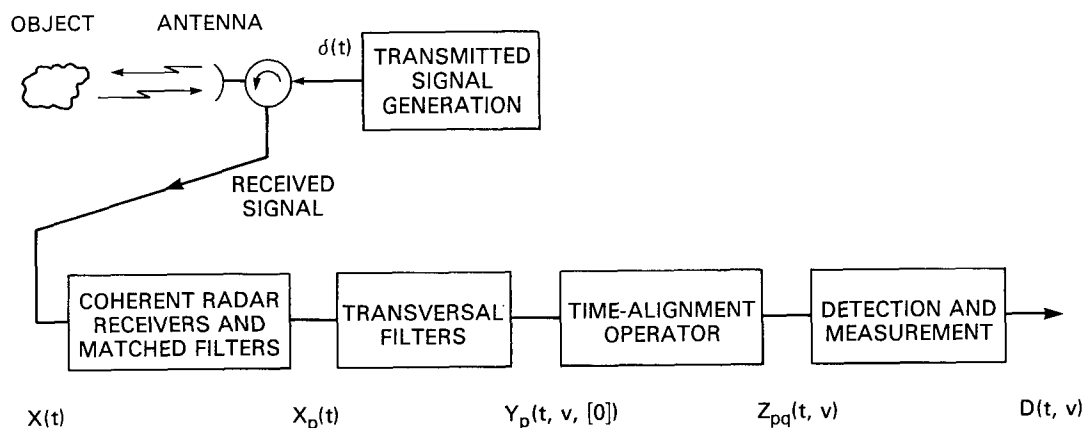 OBJECT
ANTENNA
δ(t)
TRANSMITTED
SIGNAL
GENERATION
RECEIVED
SIGNAL
COHERENT RADAR
RECEIVERS AND
MATCHED FILTERS
TRANSVERSAL
FILTERS
TIME-ALIGNMENT
OPERATOR
DETECTION AND
MEASUREMENT
X(t)
Xp(t)
Yp(t, v, [0])
Zpq(t, v)
D(t, v)